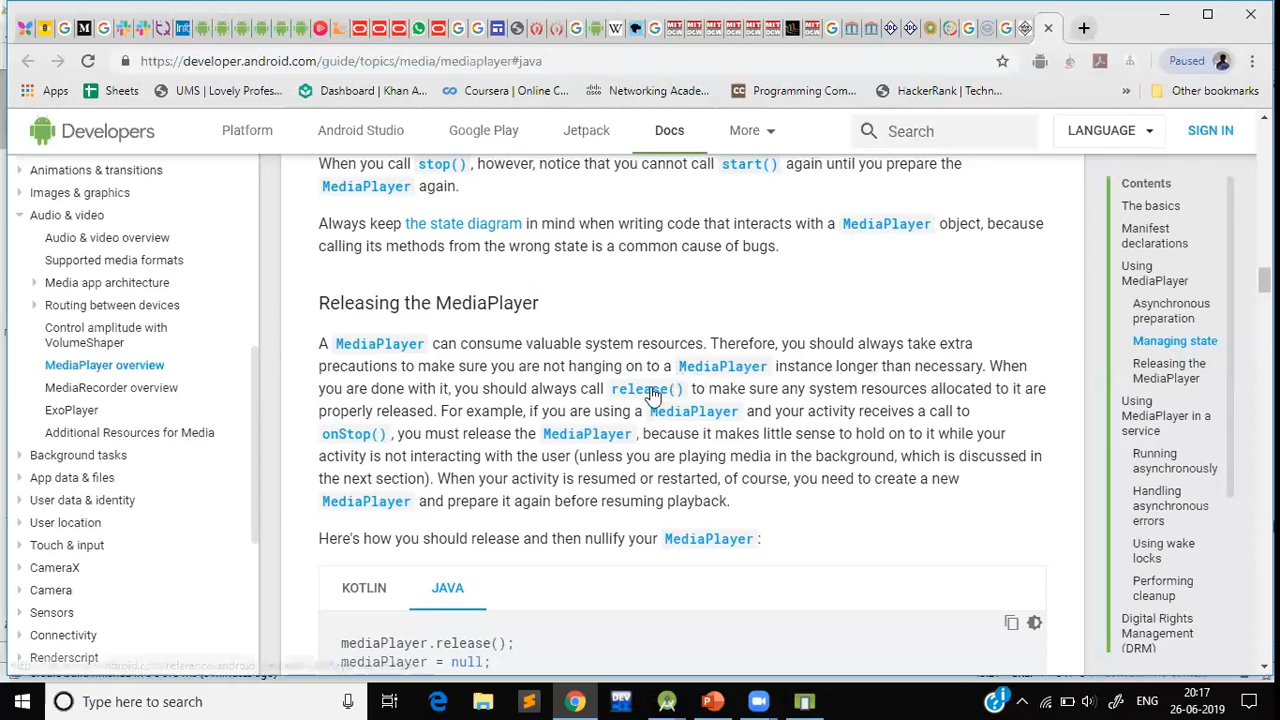 https://developer.android.com/guide/topics/media/mediaplayer#java
Paused
Apps
Sheets
UMS | Lovely Profes...
Dashboard | Khan A...
Coursera | Online C...
Networking Acade...
Programming Com...
HackerRank | Techn...
»
Other bookmarks
Developers
Platform
Android Studio
Google Play
Jetpack
Docs
More
Search
LANGUAGE
SIGN IN
Animations & transitions
Images & graphics
Audio & video
Audio & video overview
Supported media formats
Media app architecture
Routing between devices
Control amplitude with
VolumeShaper
MediaPlayer overview
MediaRecorder overview
ExoPlayer
Additional Resources for Media
Background tasks
App data & files
User data & identity
User location
Touch & input
CameraX
Camera
Sensors
Connectivity
Renderscript
When you call stop(), however, notice that you cannot call start() again until you prepare the
MediaPlayer again.
Always keep the state diagram in mind when writing code that interacts with a MediaPlayer object, because
calling its methods from the wrong state is a common cause of bugs.
Releasing the MediaPlayer
A MediaPlayer can consume valuable system resources. Therefore, you should always take extra
precautions to make sure you are not hanging on to a MediaPlayer instance longer than necessary. When
you are done with it, you should always call release() to make sure any system resources allocated to it are
properly released. For example, if you are using a MediaPlayer and your activity receives a call to
onStop(), you must release the MediaPlayer, because it makes little sense to hold on to it while your
activity is not interacting with the user (unless you are playing media in the background, which is discussed in
the next section). When your activity is resumed or restarted, of course, you need to create a new
MediaPlayer and prepare it again before resuming playback.
Here's how you should release and then nullify your MediaPlayer:
KOTLIN
JAVA
mediaPlayer.release();
mediaPlayer = null;
Contents
The basics
Manifest
declarations
Using
MediaPlayer
Asynchronous
preparation
Managing state
Releasing the
MediaPlayer
Using
MediaPlayer in a
service
Running
asynchronously
Handling
asynchronous
errors
Using wake
locks
Performing
cleanup
Digital Rights
Management
(DRM)
Type here to search
ENG
20:17
26-06-2019